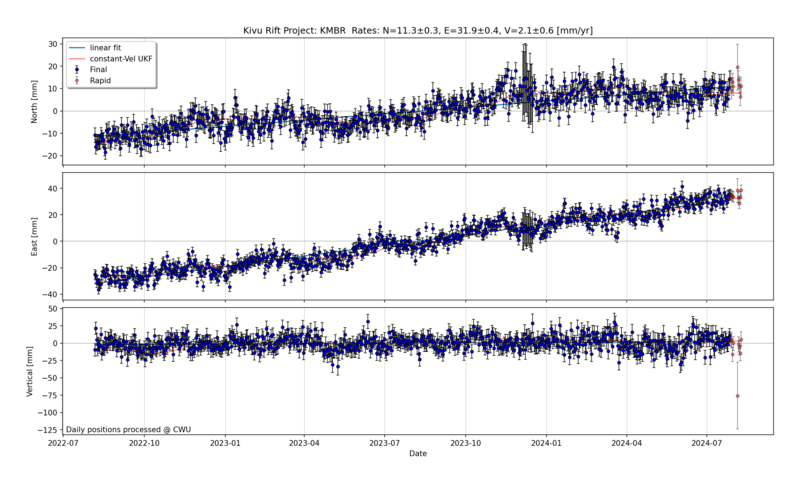 Kivu Rift Project: KMBR  Rates: N=11.3±0.3, E=31.9±0.4, V=2.1±0.6 [mm/yr]
linear fit
constant-Vel UKF
Final
Rapid
North [mm]
30
20
10
0
−10
−20
East [mm]
40
20
0
−20
−40
Vertical [mm]
50
25
0
−25
−50
−75
−100
−125
Daily positions processed @ CWU
2022-07
2022-10
2023-01
2023-04
2023-07
2023-10
2024-01
2024-04
2024-07
Date